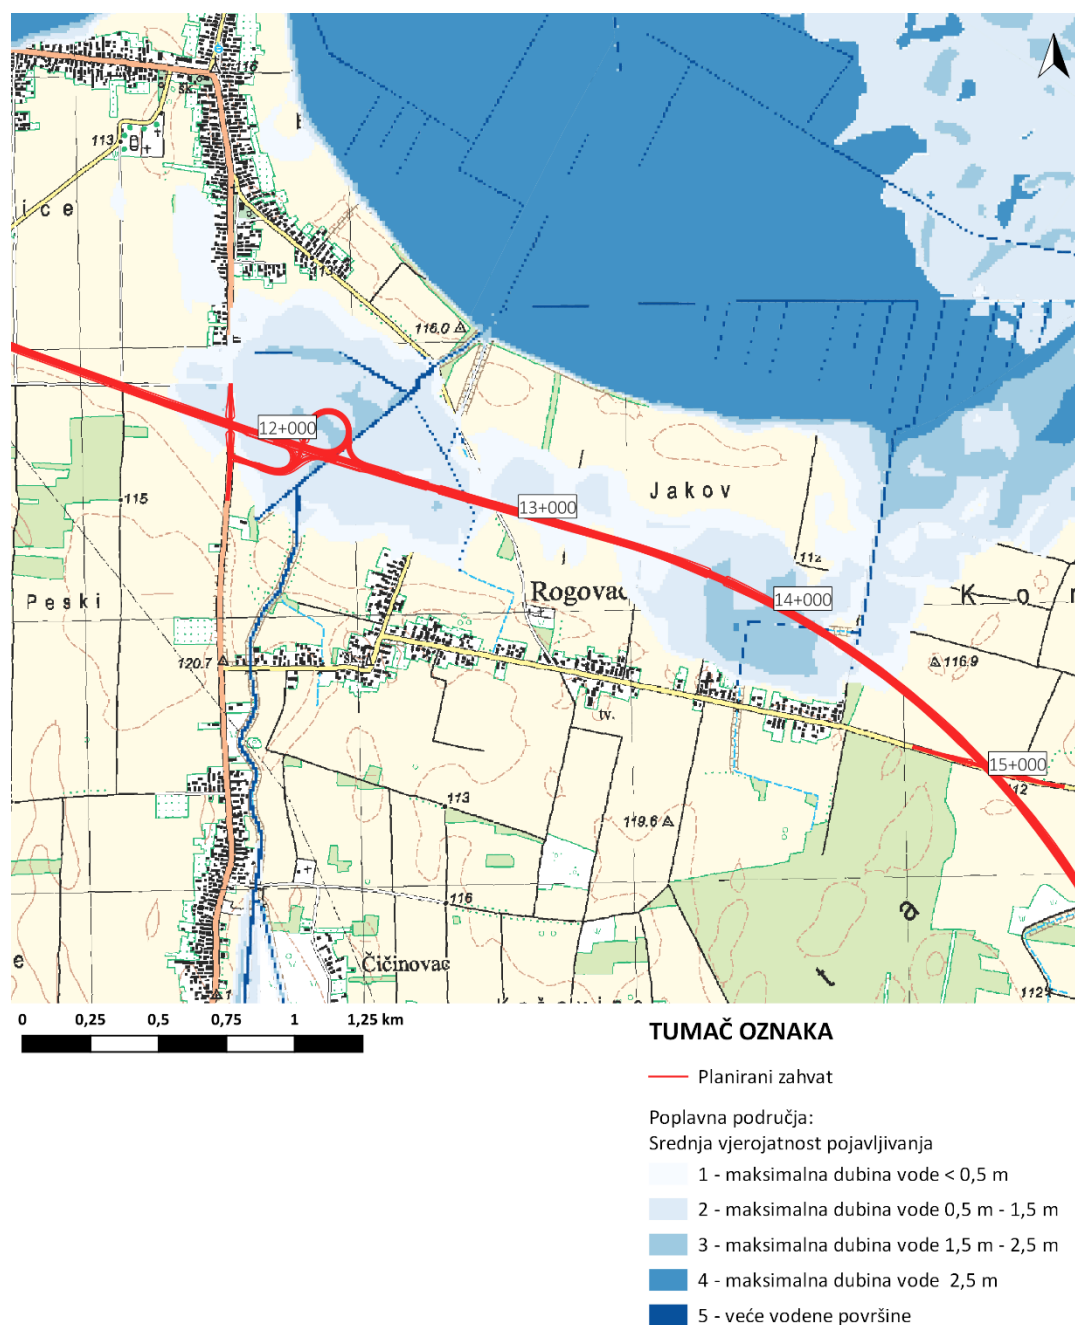 116
šk.
113
ice
113
116.0
12+000
115
13+000
Jakov
112
Rogovac
14+000
Kor
Peski
120.7
šk.
116.9
tv.
15+000
112
113
119.6
116
a
Čičinovac
t
e
1
112
0 0,25 0,5 0,75 1 1,25 km
TUMAČ OZNAKA
Planirani zahvat
Poplavna područja:
Srednja vjerojatnost pojavljivanja
1 - maksimalna dubina vode < 0,5 m
2 - maksimalna dubina vode 0,5 m - 1,5 m
3 - maksimalna dubina vode 1,5 m - 2,5 m
4 - maksimalna dubina vode 2,5 m
5 - veće vodene površine